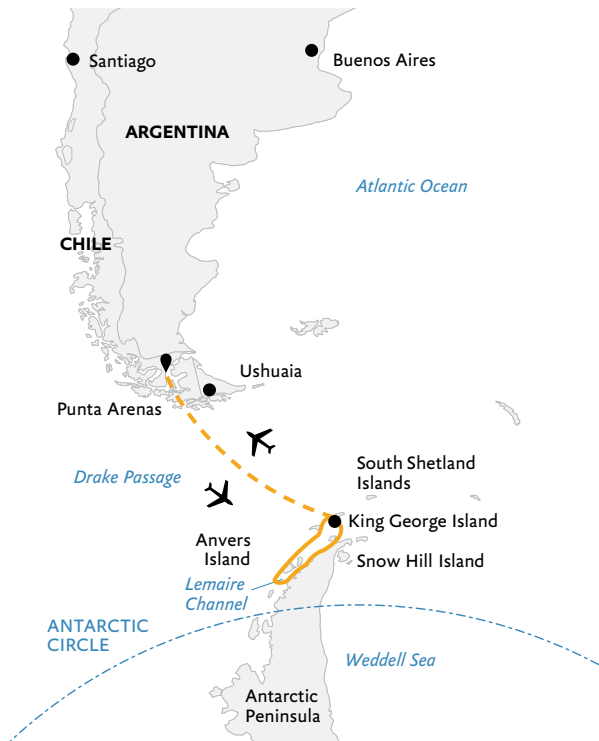 Santiago
Buenos Aires
ARGENTINA
Atlantic Ocean
CHILE
Ushuaia
Punta Arenas
Drake Passage
South Shetland
Islands
King George Island
Anvers
Island
Snow Hill Island
Lemaire
Channel
ANTARCTIC
CIRCLE
Weddell Sea
Antarctic
Peninsula